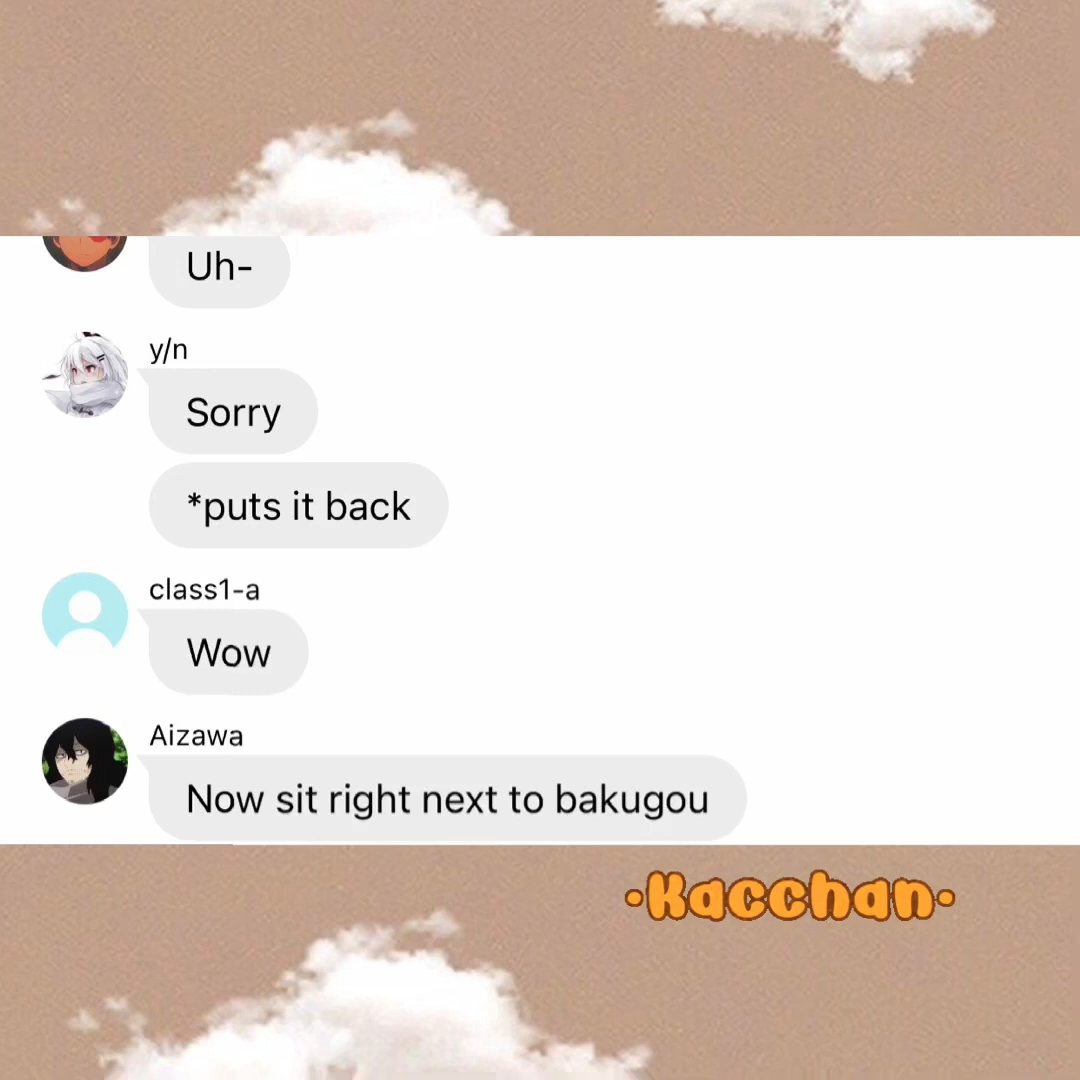 Uh-
y/n
Sorry
*puts it back
class1-a
Wow
Aizawa
Now sit right next to bakugou
•Kacchan•